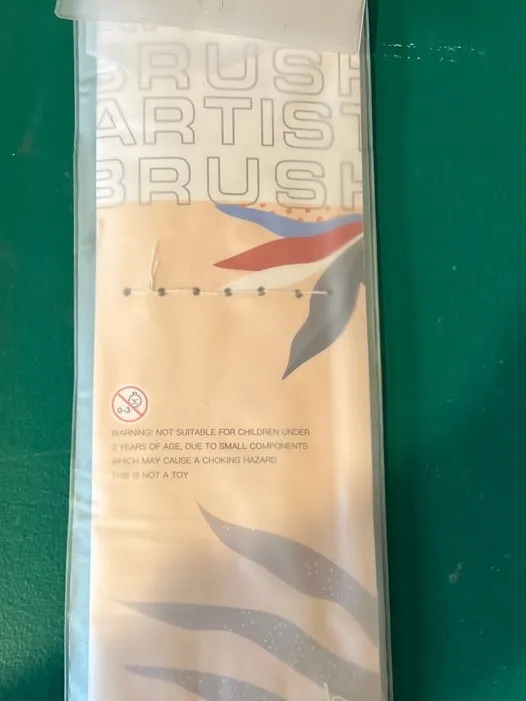 BRUSH
ARTIST
BRUSH
0-3
WARNING! NOT SUITABLE FOR CHILDREN UNDER
3 YEARS OF AGE, DUE TO SMALL COMPONENTS
WHICH MAY CAUSE A CHOKING HAZARD
THIS IS NOT A TOY